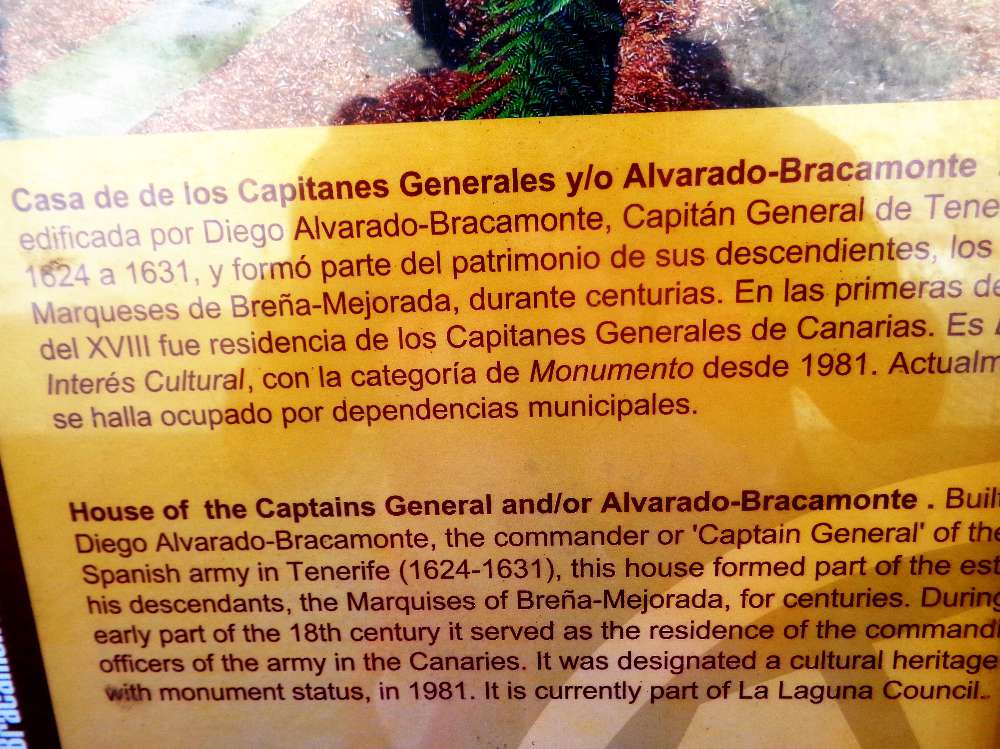 Casa de de los Capitanes Generales y/o Alvarado-Bracamonte
edificada por Diego Alvarado-Bracamonte, Capitán General de
1624 a 1631, y formó parte del patrimonio de sus descendientes, los
Marqueses de Breña-Mejorada, durante centurias. En las primeras
del XVIII fue residencia de los Capitanes Generales de Canarias. Es
Interés Cultural, con la categoría de Monumento desde 1981.
se halla ocupado por dependencias municipales.
House of the Captains General and/or Alvarado-Bracamonte .
Diego Alvarado-Bracamonte, the commander or 'Captain General' of
Spanish army in Tenerife (1624-1631), this house formed part of the
his descendants, the Marquises of Breña-Mejorada, for centuries. During
early part of the 18th century it served as the residence of the
officers of the army in the Canaries. It was designated a cultural heritage
with monument status, in 1981. It is currently part of La Laguna Council.